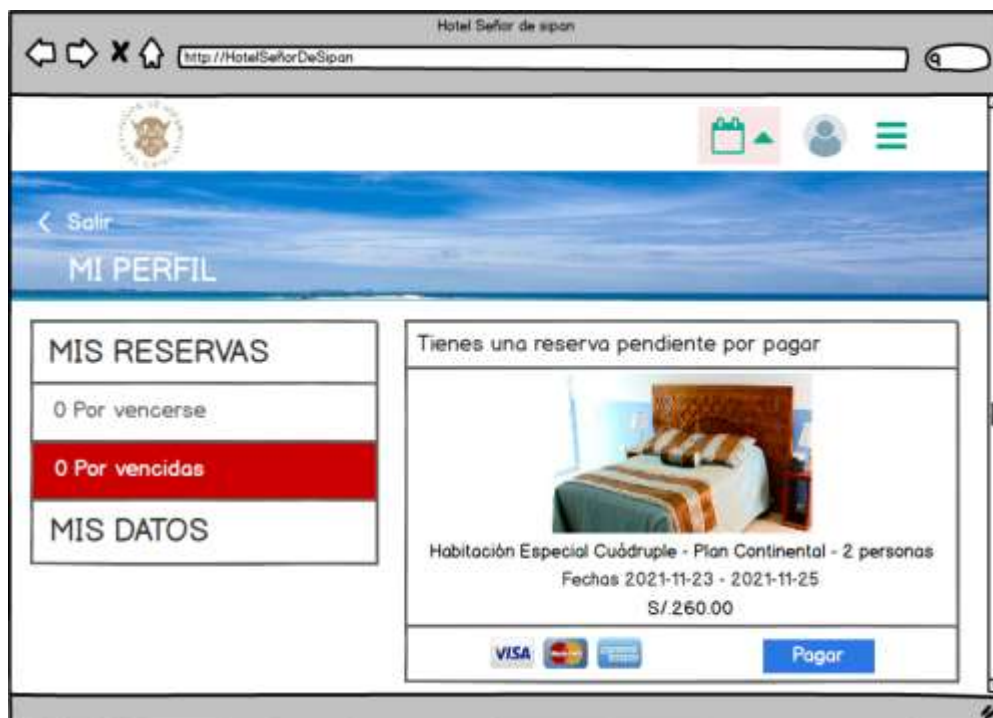 Hotel Señor de sipan
http://HotelSeñorDeSipan
Salir
MI PERFIL
MIS RESERVAS
0 Por vencerse
0 Por vencidas
MIS DATOS
Tienes una reserva pendiente por pagar
Habitación Especial Cuádruple - Plan Continental - 2 personas
Fechas 2021-11-23 - 2021-11-25
S/.260.00
VISA
Pagar